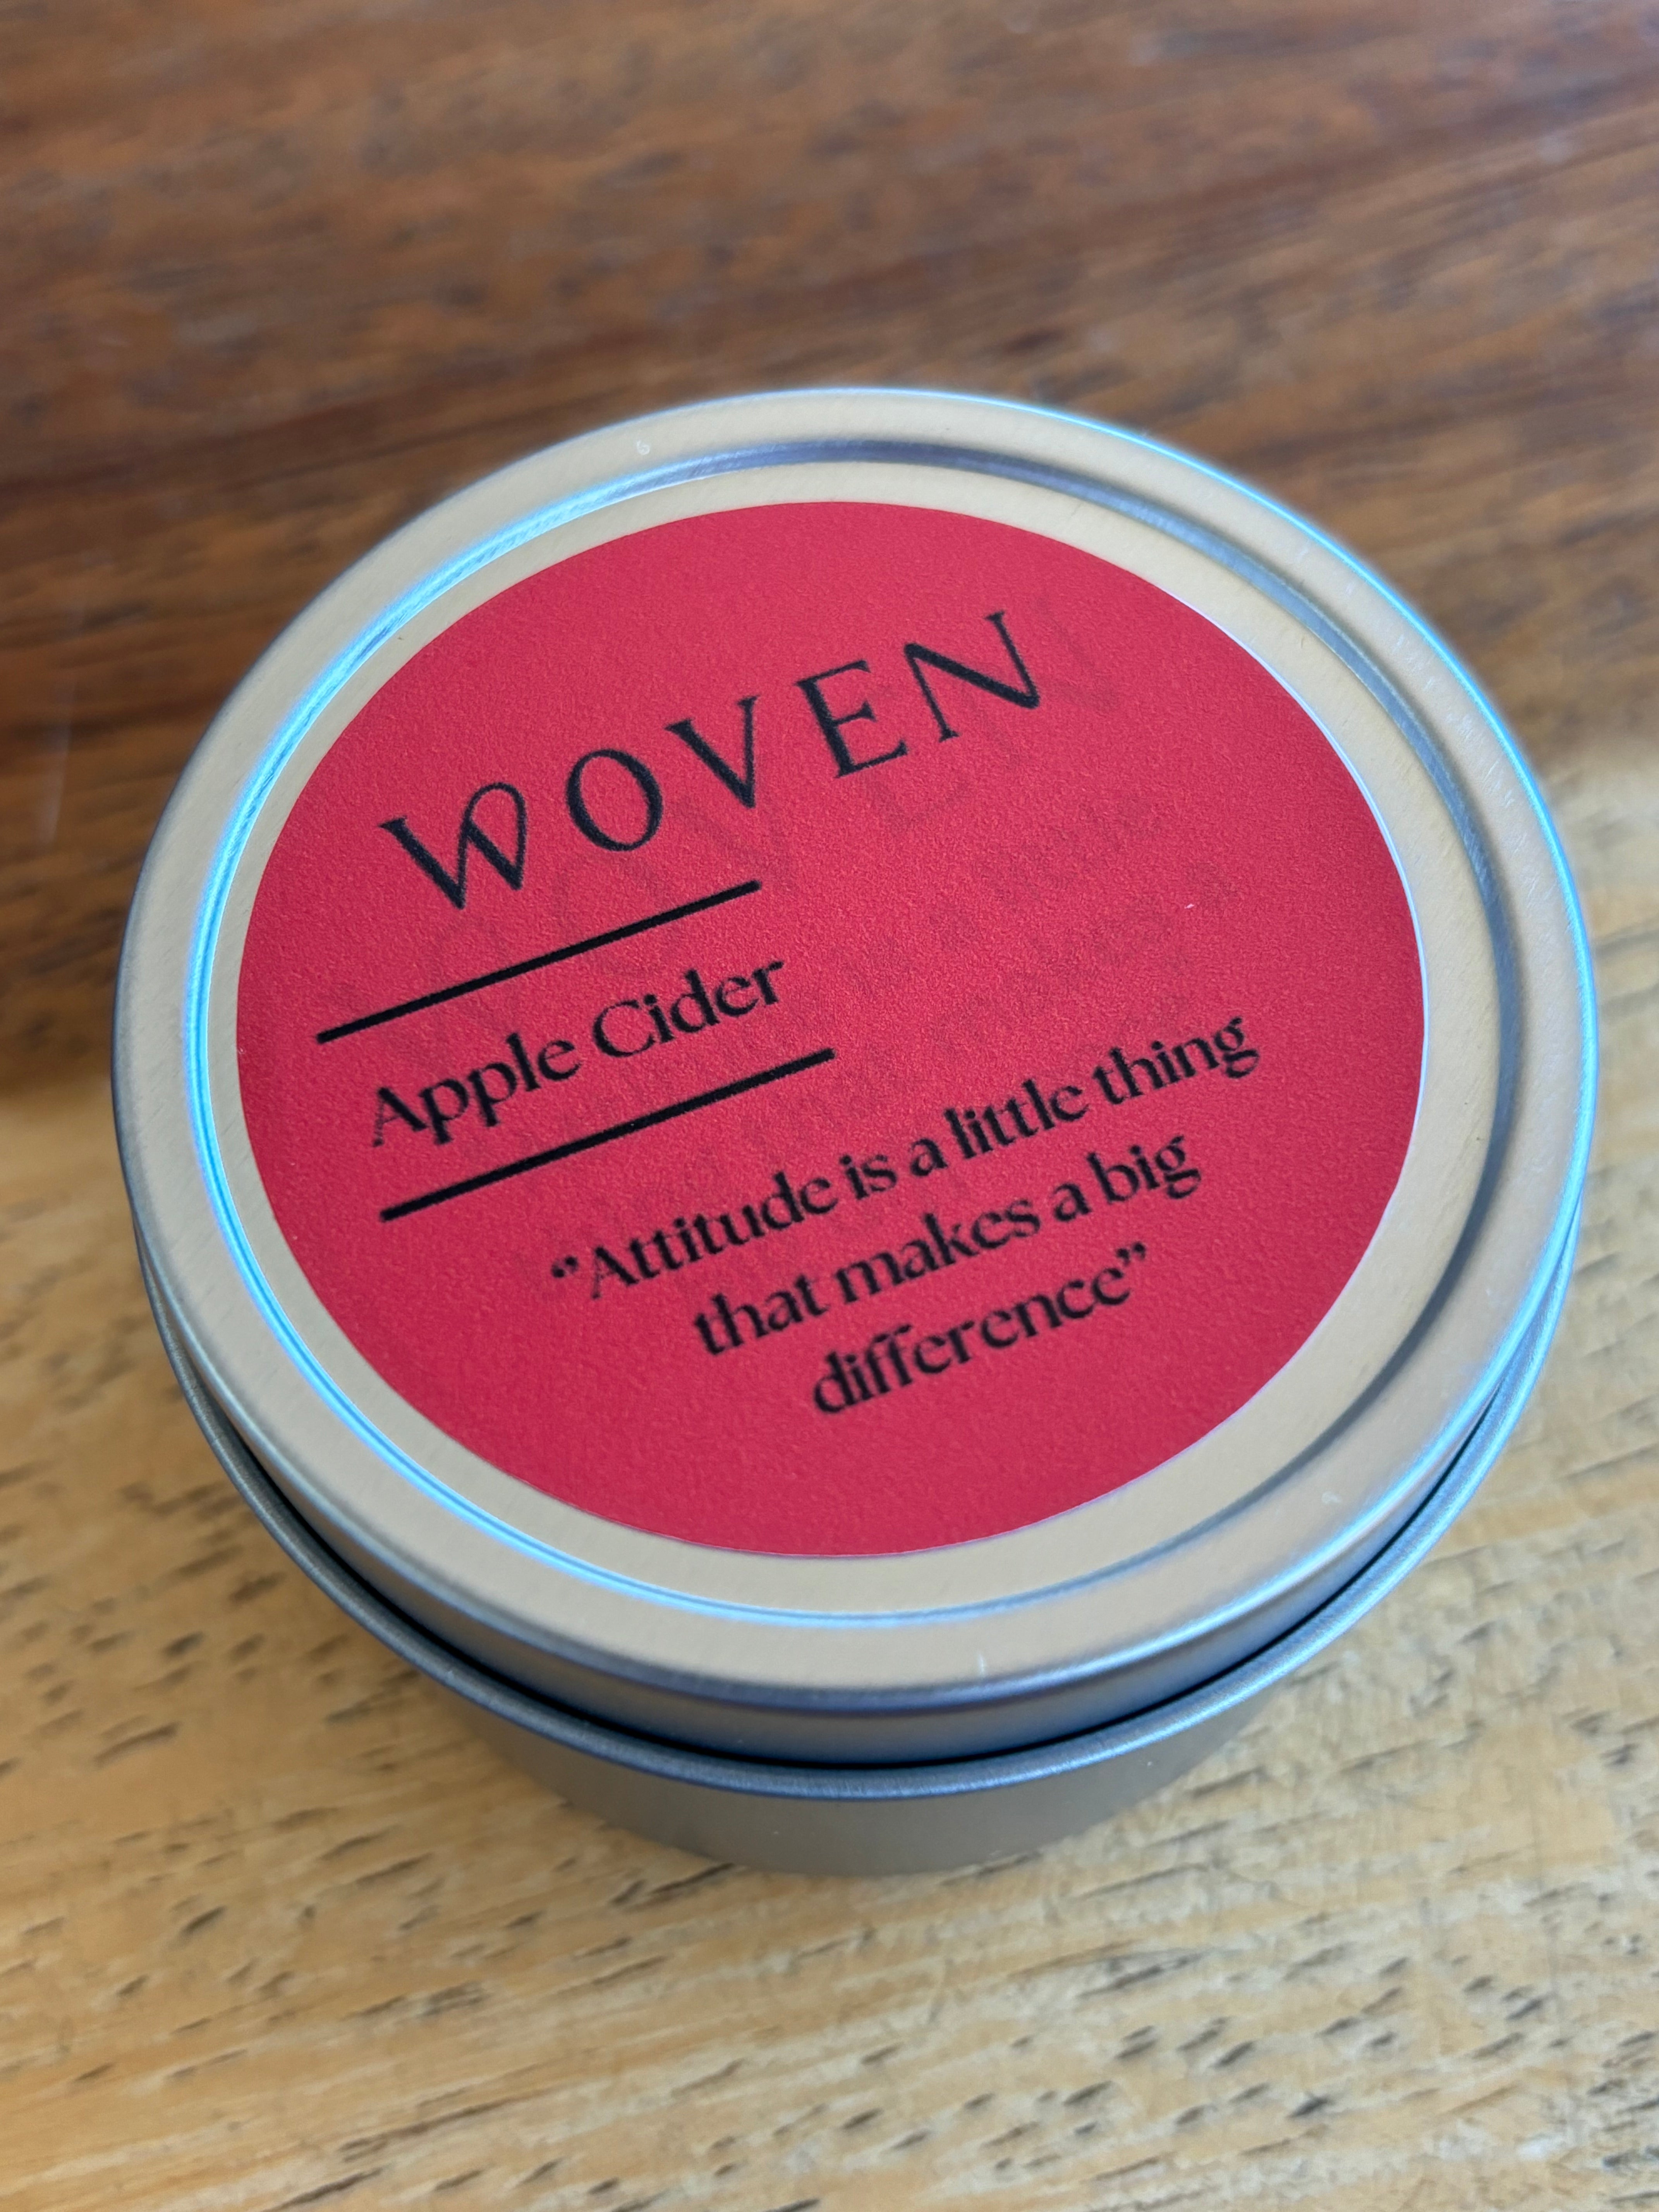 WOVEN
Apple Cider
“Attitude is a little thing
that makes a big
difference”